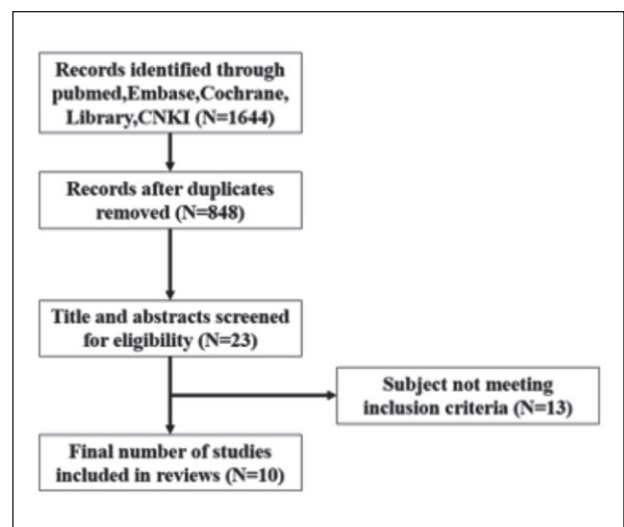 Records identified through
pubmed,Embase,Cochrane,
Library,CNKI (N=1644)
Records after duplicates
removed (N=848)
Title and abstracts screened
for eligibility (N=23)
Subject not meeting
inclusion criteria (N=13)
Final number of studies
included in reviews (N=10)